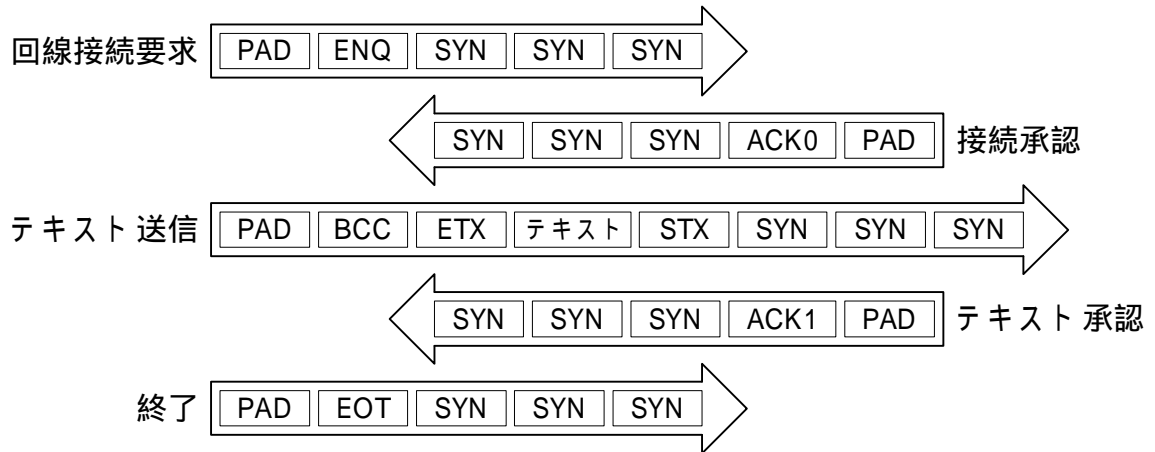 回線接続要求 PAD ENQ SYN SYN SYN
SYN SYN SYN ACK0 PAD 接続承認
テキスト送信 PAD BCC ETX テキスト STX SYN SYN SYN
SYN SYN SYN ACK1 PAD テキスト承認
終了 PAD EOT SYN SYN SYN